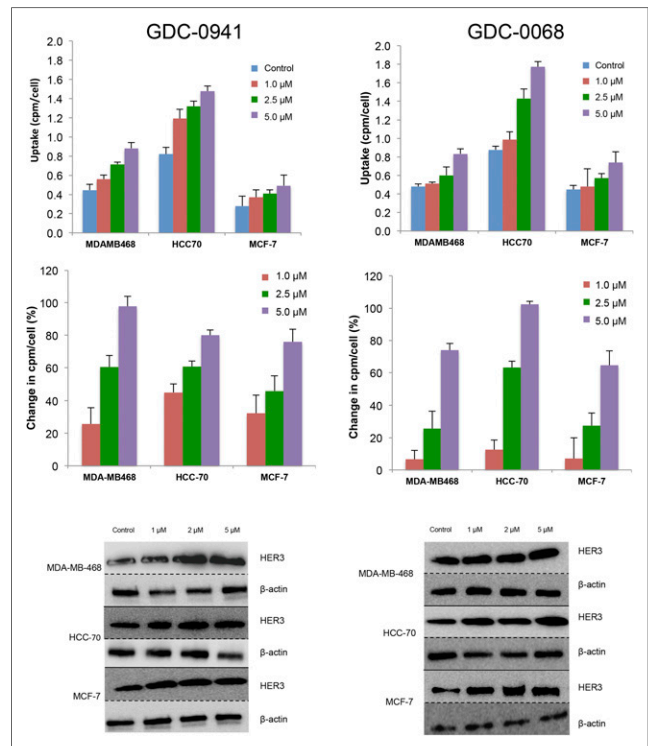 GDC-0941
Uptake (cpm/cell)
2.0
1.8
1.6
1.4
1.2
1.0
0.8
0.6
0.4
0.2
0.0
Control
1.0 µM
2.5 µM
5.0 µM
MDAMB468 HCC70 MCF-7
GDC-0068
Uptake (cpm/cell)
2.0
1.8
1.6
1.4
1.2
1.0
0.8
0.6
0.4
0.2
0.0
Control
1.0 µM
2.5 µM
5.0 µM
MDAMB468 HCC70 MCF-7
Change in cpm/cell (%)
120
100
80
60
40
20
0
1.0 µM
2.5 µM
5.0 µM
MDA-MB468 HCC-70 MCF-7
Change in cpm/cell (%)
120
100
80
60
40
20
0
1.0 µM
2.5 µM
5.0 µM
MDA-MB468 HCC-70 MCF-7
Control 1 µM 2 µM 5 µM
MDA-MB-468
HER3
β-actin
HCC-70
HER3
β-actin
MCF-7
HER3
β-actin
Control 1 µM 2 µM 5 µM
MDA-MB-468
HER3
β-actin
HCC-70
HER3
β-actin
MCF-7
HER3
β-actin